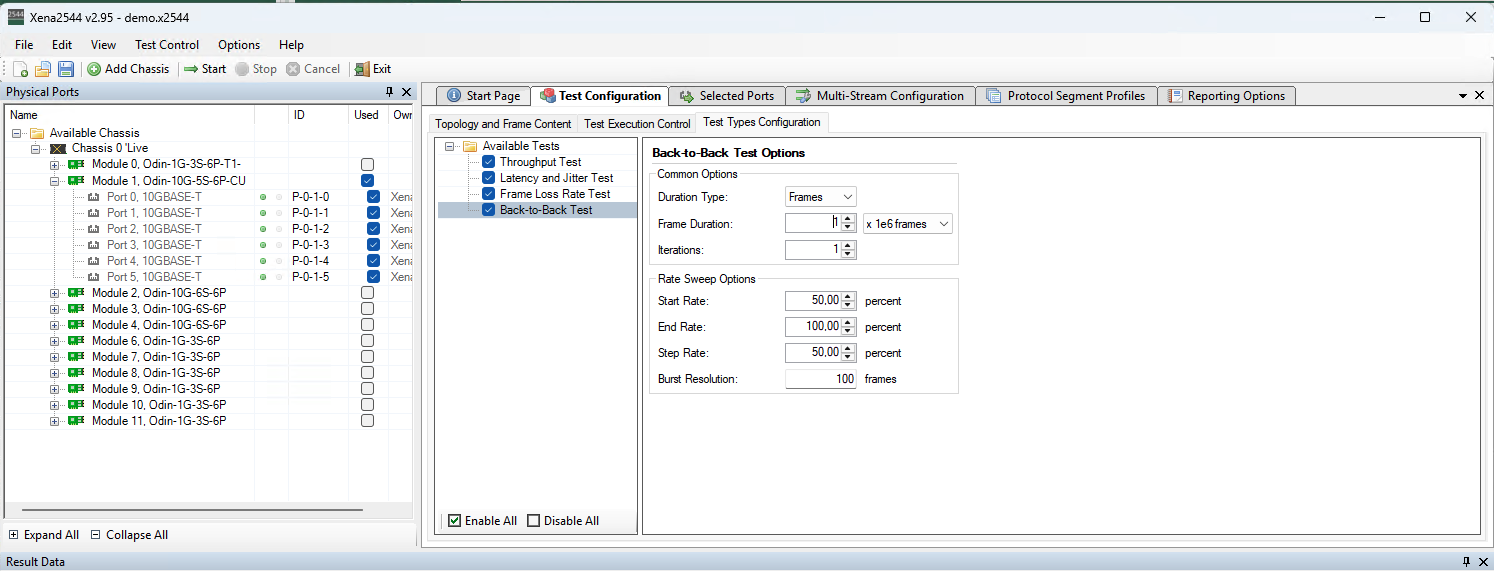 2544
Xena2544 v2.95 - demo.x2544
File Edit View Test Control Options Help
Add Chassis Start Stop Cancel Exit
Physical Ports
Name ID Used Own
Available Chassis
Chassis 0 'Live
Module 0, Odin-1G-3S-6P-T1-
Module 1, Odin-10G-5S-6P-CU
Port 0, 10GBASE-T P-0-1-0 Xena
Port 1, 10GBASE-T P-0-1-1 Xena
Port 2, 10GBASE-T P-0-1-2 Xena
Port 3, 10GBASE-T P-0-1-3 Xena
Port 4, 10GBASE-T P-0-1-4 Xena
Port 5, 10GBASE-T P-0-1-5 Xena
Module 2, Odin-10G-6S-6P
Module 3, Odin-10G-6S-6P
Module 4, Odin-10G-6S-6P
Module 6, Odin-1G-3S-6P
Module 7, Odin-1G-3S-6P
Module 8, Odin-1G-3S-6P
Module 9, Odin-1G-3S-6P
Module 10, Odin-1G-3S-6P
Module 11, Odin-1G-3S-6P
Expand All Collapse All
Start Page Test Configuration Selected Ports Multi-Stream Configuration Protocol Segment Profiles Reporting Options
Topology and Frame Content Test Execution Control Test Types Configuration
Available Tests
Throughput Test
Latency and Jitter Test
Frame Loss Rate Test
Back-to-Back Test
Enable All Disable All
Back-to-Back Test Options
Common Options
Duration Type: Frames
Frame Duration: 1 x 1e6 frames
Iterations: 1
Rate Sweep Options
Start Rate: 50,00 percent
End Rate: 100,00 percent
Step Rate: 50,00 percent
Burst Resolution: 100 frames
Result Data